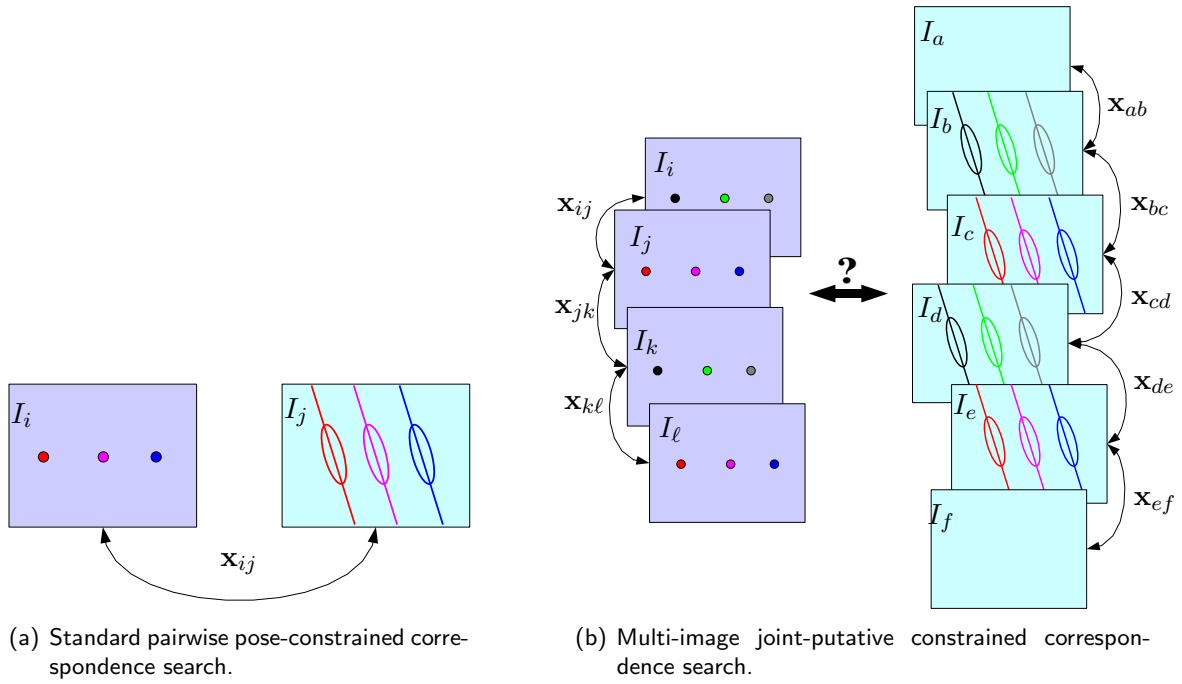 I_i
I_j
x_ij
(a) Standard pairwise pose-constrained corre-
spondence search.
I_i
x_ij
I_j
x_jk
I_k
x_kℓ
I_ℓ
?
I_a
x_ab
I_b
x_bc
I_c
x_cd
I_d
x_de
I_e
x_ef
I_f
(b) Multi-image joint-putative constrained correspon-
dence search.